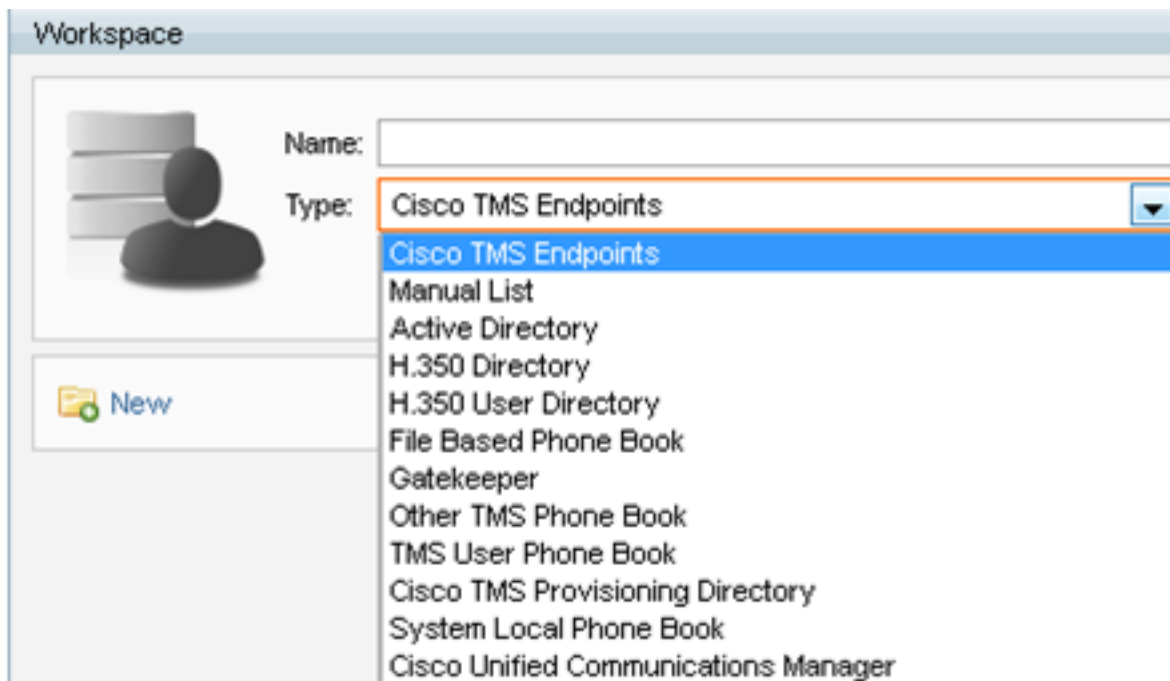 Workspace
Name:
Type: Cisco TMS Endpoints
Cisco TMS Endpoints
Manual List
Active Directory
H.350 Directory
New
H.350 User Directory
File Based Phone Book
Gatekeeper
Other TMS Phone Book
TMS User Phone Book
Cisco TMS Provisioning Directory
System Local Phone Book
Cisco Unified Communications Manager